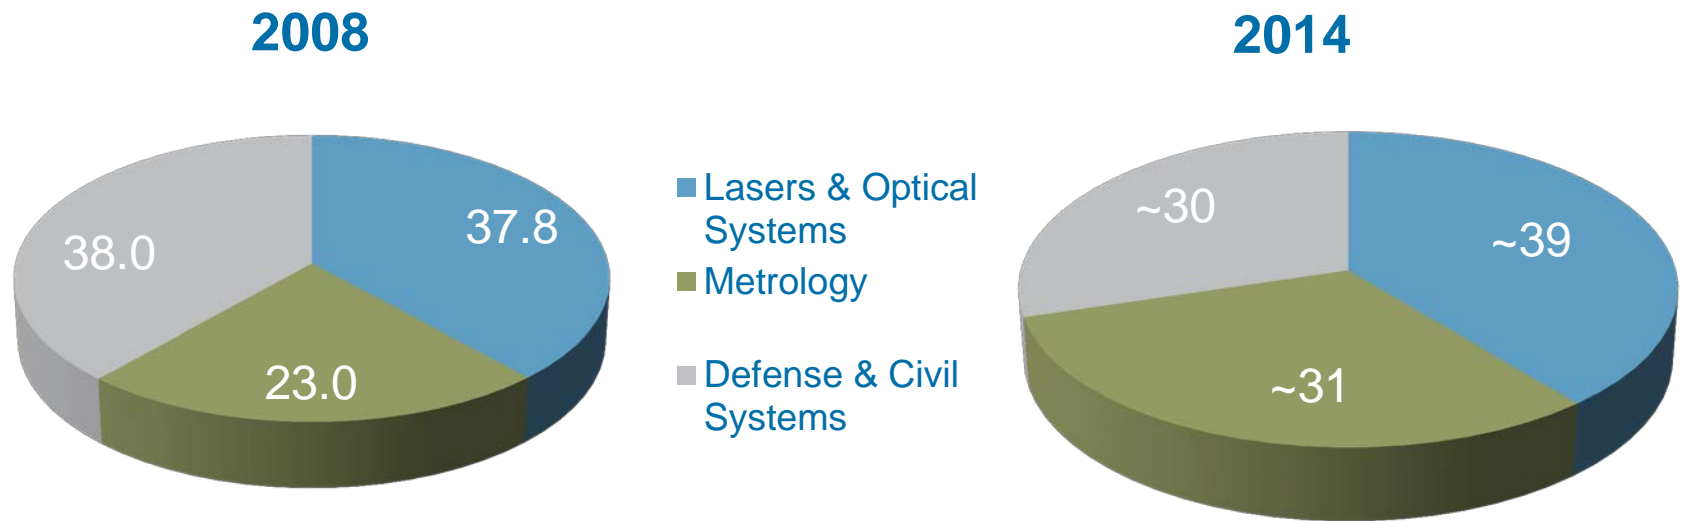 2008
38.0
37.8
23.0
Lasers & Optical
Systems
Metrology
Defense & Civil
Systems
2014
~30
~39
~31